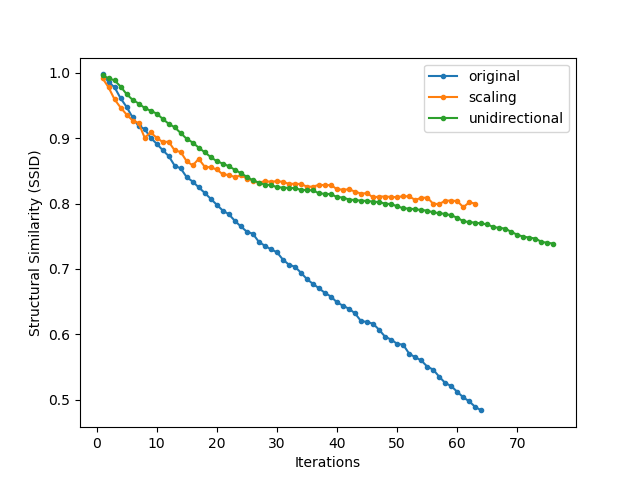 original
scaling
unidirectional
1.0
0.9
0.8
0.7
0.6
0.5
Structural Similarity (SSID)
0 10 20 30 40 50 60 70
Iterations